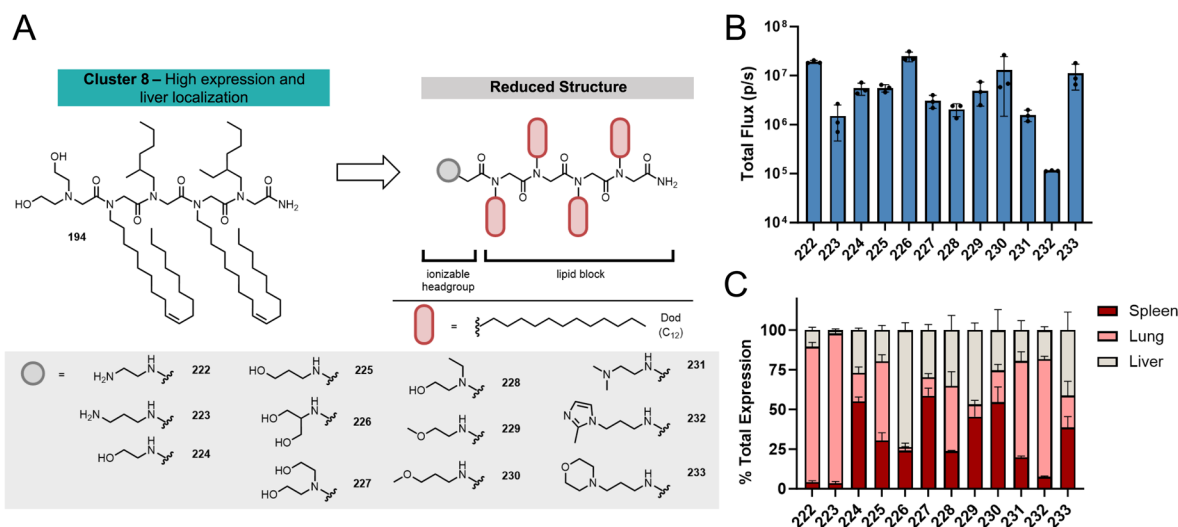 A
Cluster 8 – High expression and
liver localization
Reduced Structure
OH
HO
N
O
N
O
N
O
N
O
N
O
NH2
194
O
N
O
N
O
N
O
N
O
NH2
ionizable
headgroup
lipid block
=
Dod
(C12)
=
H2N
H
N
222
H2N
H
N
223
HO
H
N
224
HO
H
N
225
HO
H
N
OH
226
HO
HO
N
227
HO
N
228
O
H
N
229
O
H
N
230
N
H
N
231
N
N
H
N
232
O
N
H
N
233
B
Total Flux (p/s)
10^8
10^7
10^6
10^5
10^4
222 223 224 225 226 227 228 229 230 231 232 233
C
% Total Expression
100
75
50
25
0
222 223 224 225 226 227 228 229 230 231 232 233
Spleen
Lung
Liver